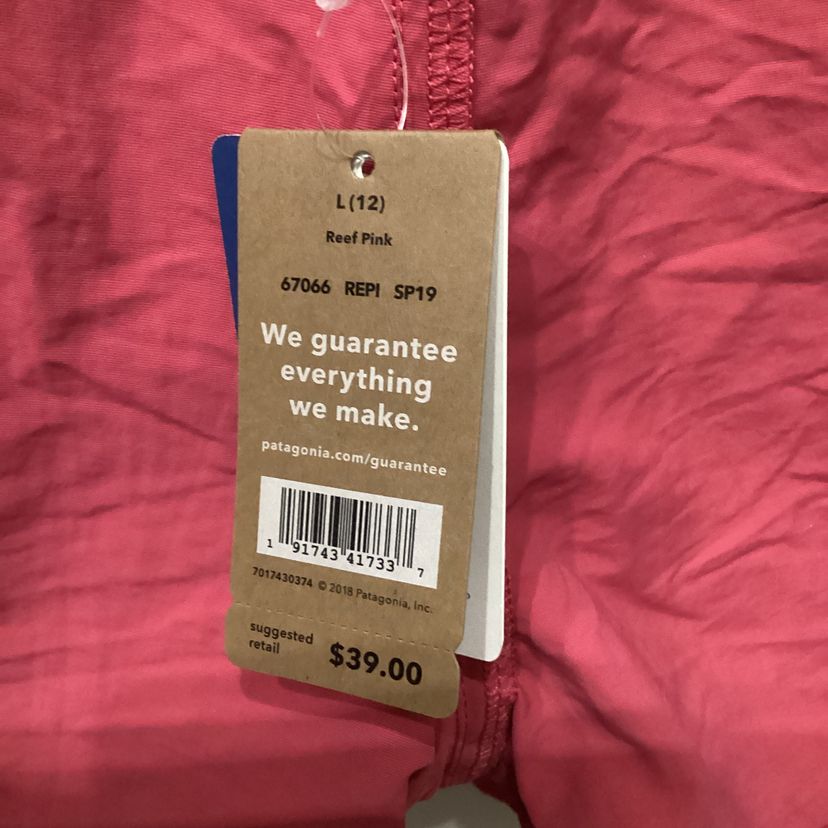 L (12)
Reef Pink
67066 REPI SP19
We guarantee
everything
we make.
patagonia.com/guarantee
1 91743 41733 7
7017430374 © 2018 Patagonia, Inc.
suggested
retail
$39.00